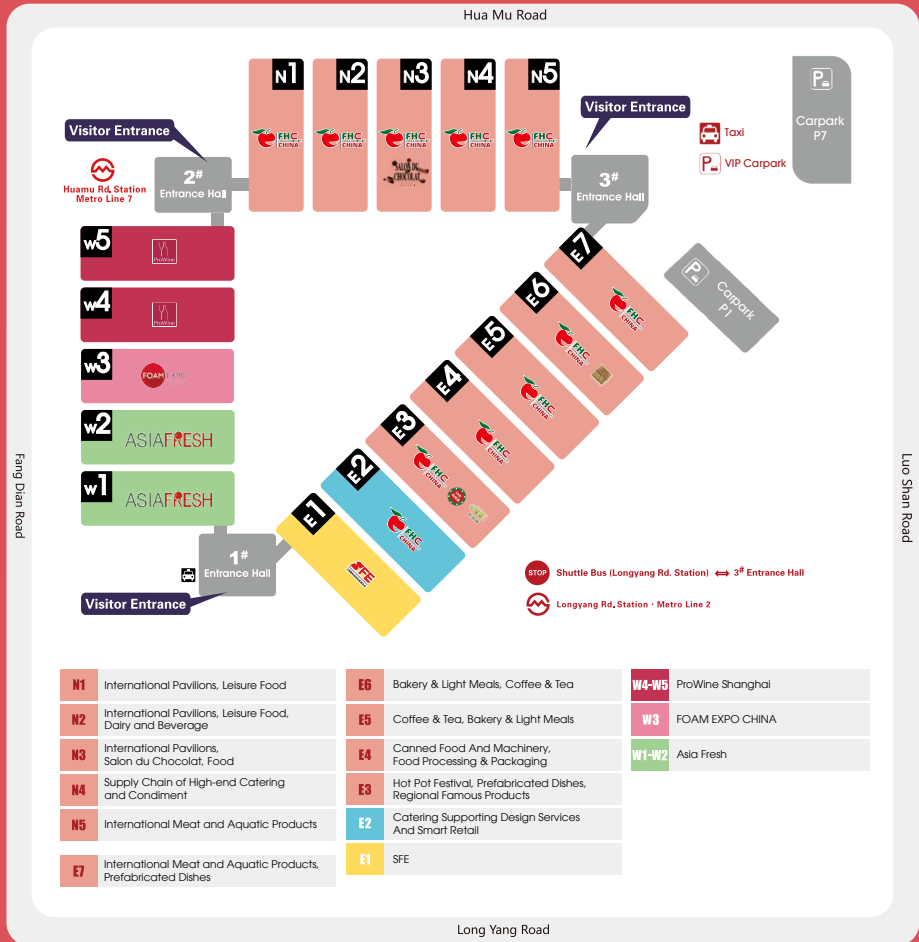 Hua Mu Road
N1
N2
N3
N4
N5
FHC
CHINA
FHC
CHINA
FHC
CHINA
FHC
CHINA
FHC
CHINA
SALON DU
CHOCOLAT
Visitor Entrance
Visitor Entrance
P
Carpark
P7
Taxi
P VIP Carpark
Huamu Rd. Station
Metro Line 7
2#
Entrance Hall
3#
Entrance Hall
W5
ProWine
W4
ProWine
W3
FOAM EXPO
W2
ASIAFRESH
W1
ASIAFRESH
E7
FHC
CHINA
E6
FHC
CHINA
E5
FHC
CHINA
E4
FHC
CHINA
E3
FHC
CHINA
E2
FHC
CHINA
E1
SFE
P
Carpark
P1
Fang Dian Road
Luo Shan Road
1#
Entrance Hall
Visitor Entrance
STOP Shuttle Bus (Longyang Rd. Station) ⟺ 3# Entrance Hall
Longyang Rd. Station · Metro Line 2
N1 International Pavilions, Leisure Food
N2 International Pavilions, Leisure Food,
Dairy and Beverage
N3 International Pavilions,
Salon du Chocolat, Food
N4 Supply Chain of High-end Catering
and Condiment
N5 International Meat and Aquatic Products
E7 International Meat and Aquatic Products,
Prefabricated Dishes
E6 Bakery & Light Meals, Coffee & Tea
E5 Coffee & Tea, Bakery & Light Meals
E4 Canned Food And Machinery,
Food Processing & Packaging
E3 Hot Pot Festival, Prefabricated Dishes,
Regional Famous Products
E2 Catering Supporting Design Services
And Smart Retail
E1 SFE
W4-W5 ProWine Shanghai
W3 FOAM EXPO CHINA
W1-W2 Asia Fresh
Long Yang Road